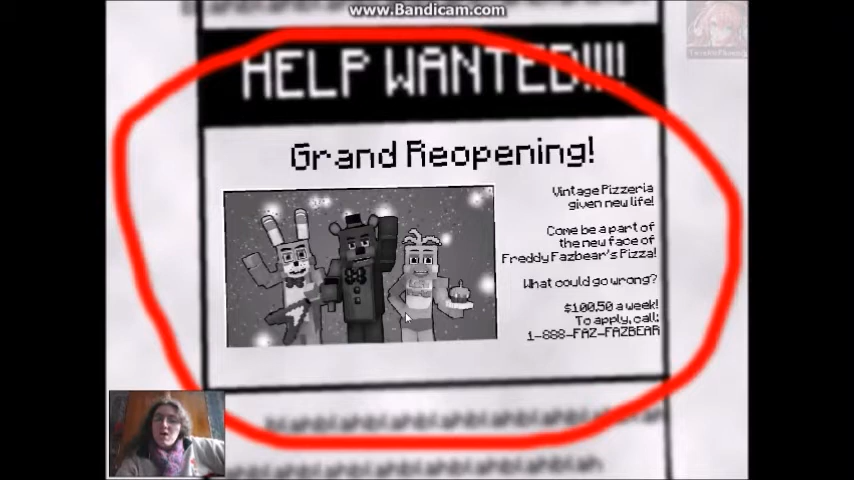 www.Bandicam.com
HELP WANTED!!!!
Grand Reopening!
Vintage Pizzeria
given new life!
Come be a part of
the new face of
Freddy Fazbear's Pizza!
What could go wrong?
$100.50 a week!
To apply, call:
1-888-FAZ-FAZBEAR
blahblahblahblahblahblahblahblahblah